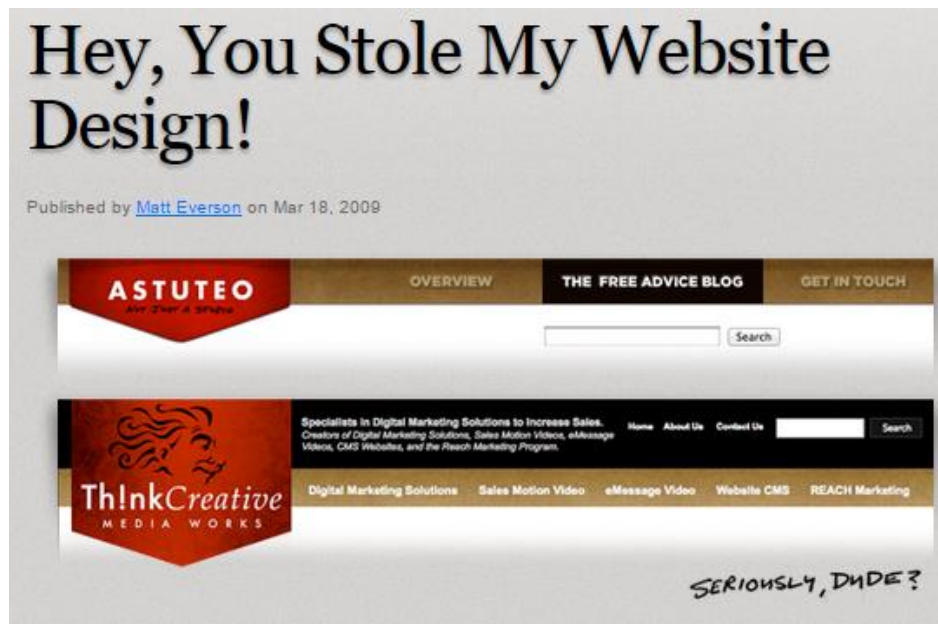 Hey, You Stole My Website
Design!
Published by Matt Everson on Mar 18, 2009
ASTUTEO
Not Just A Studio
OVERVIEW
THE FREE ADVICE BLOG
GET IN TOUCH
Search
Specialists in Digital Marketing Solutions to Increase Sales.
Creators of Digital Marketing Solutions, Sales Motion Videos, eMessage
Videos, CMS Websites, and the Reach Marketing Program.
Home About Us Contact Us
Search
Th!nkCreative
MEDIA WORKS
Digital Marketing Solutions Sales Motion Video eMessage Video Website CMS REACH Marketing
SERIOUSLY, DUDE?